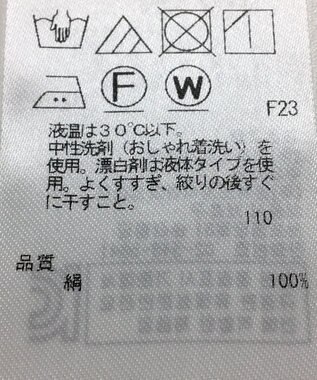 F
W
F23
液温は30℃以下。
中性洗剤（おしゃれ着洗い）を
使用。漂白剤は液体タイプを使
用。よくすすぎ、絞りの後すぐ
に干すこと。
110
品質
絹 100%